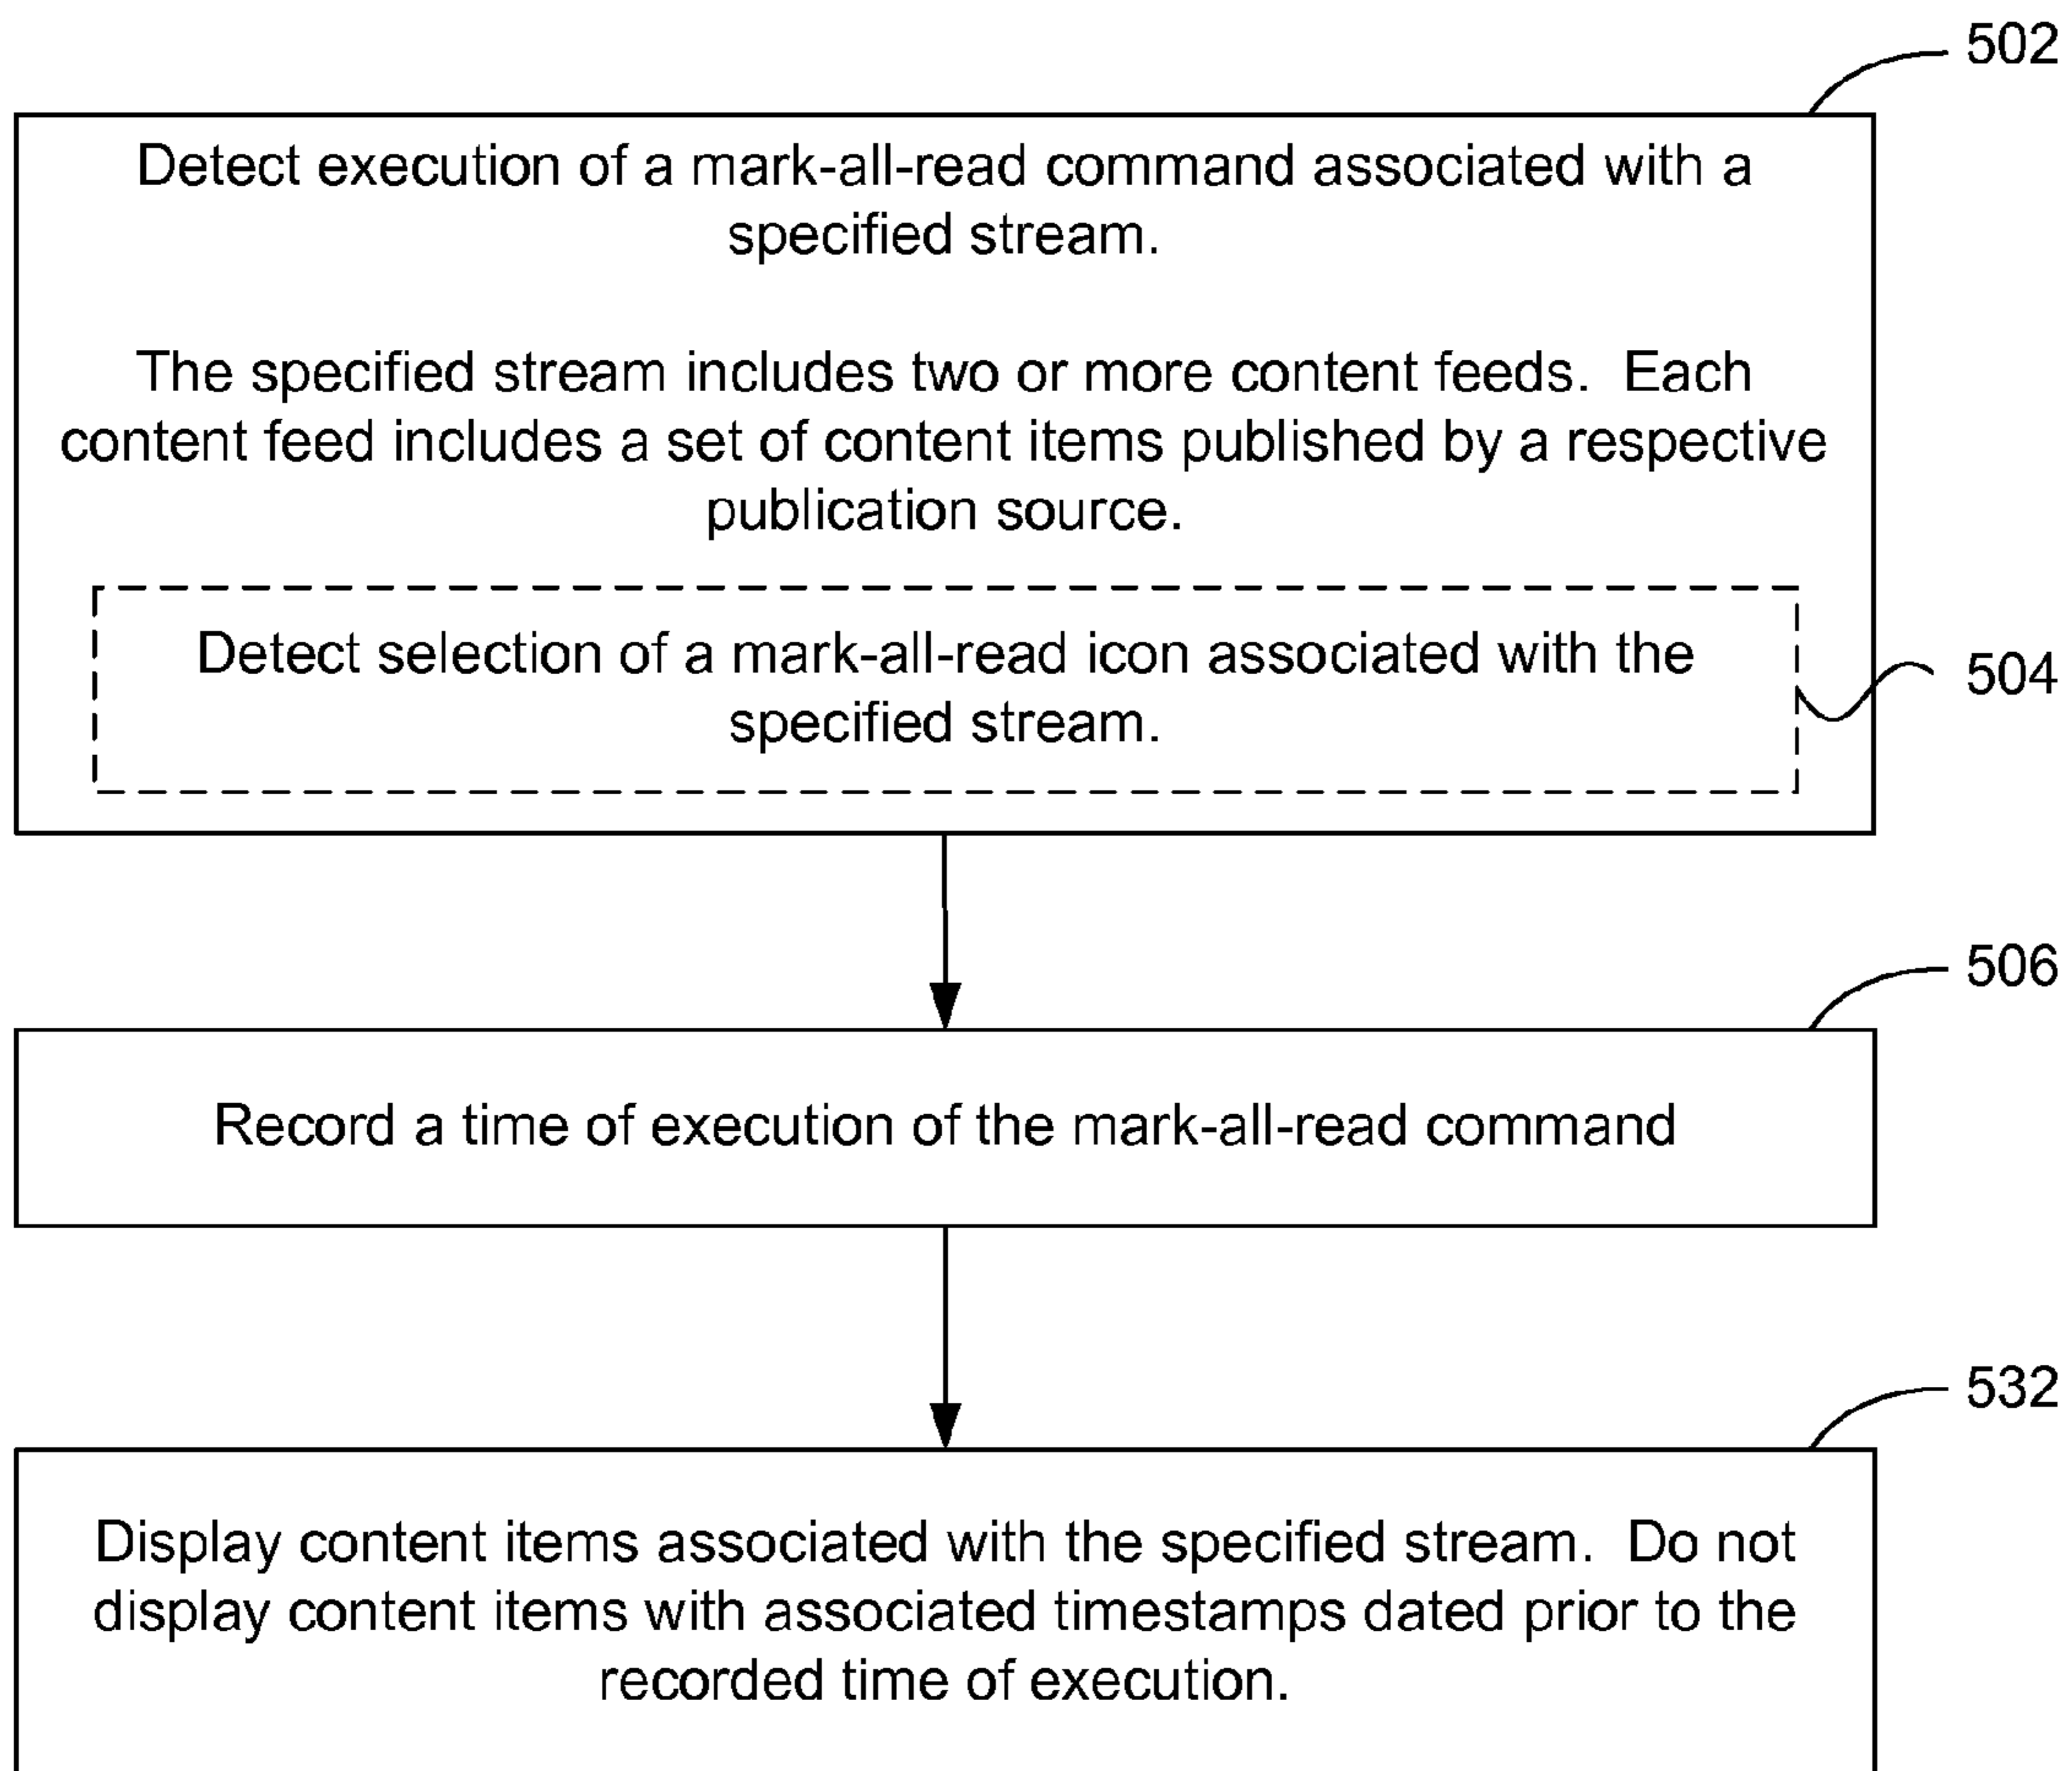 502
Detect execution of a mark-all-read command associated with a
specified stream.
The specified stream includes two or more content feeds. Each
content feed includes a set of content items published by a respective
publication source.
Detect selection of a mark-all-read icon associated with the
specified stream.
504
506
Record a time of execution of the mark-all-read command
532
Display content items associated with the specified stream. Do not
display content items with associated timestamps dated prior to the
recorded time of execution.